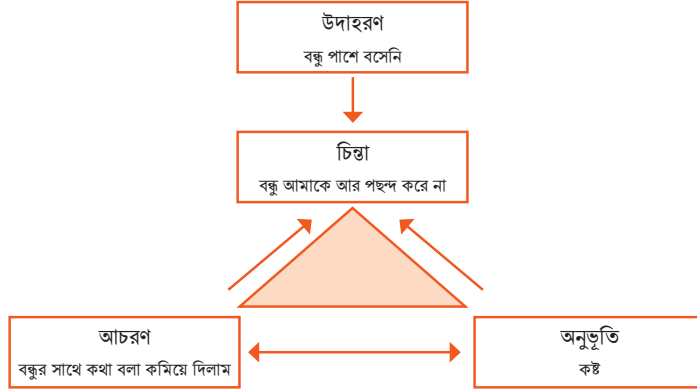 উদাহরণ
বন্ধু পাশে বসেনি
চিন্তা
বন্ধু আমাকে আর পছন্দ করে না
আচরণ
বন্ধুর সাথে কথা বলা কমিয়ে দিলাম
অনুভূতি
কষ্ট